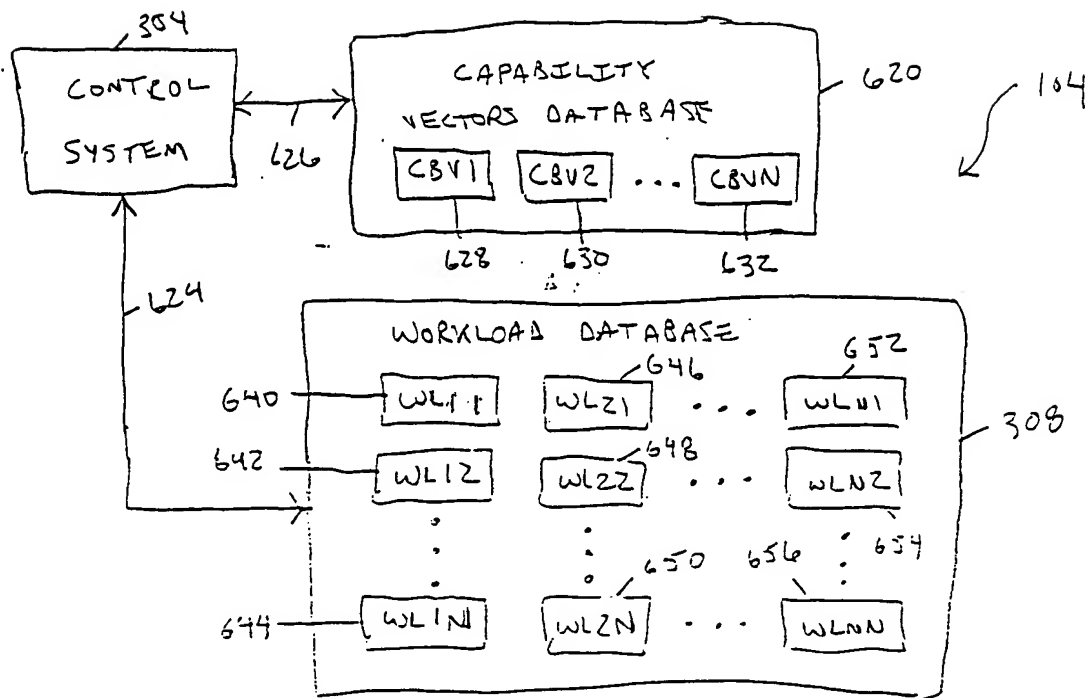 304
CONTROL
SYSTEM
626
CAPABILITY
VECTORS DATABASE
CBV1 CBV2 ... CBVN
628 630 632
620
104
624
WORKLOAD DATABASE
646 652
640 WL11 WL21 ... WLN1
308
642 648
WL12 WL22 ... WLN2
654
650 656
644 WL1N WL2N ... WLNN